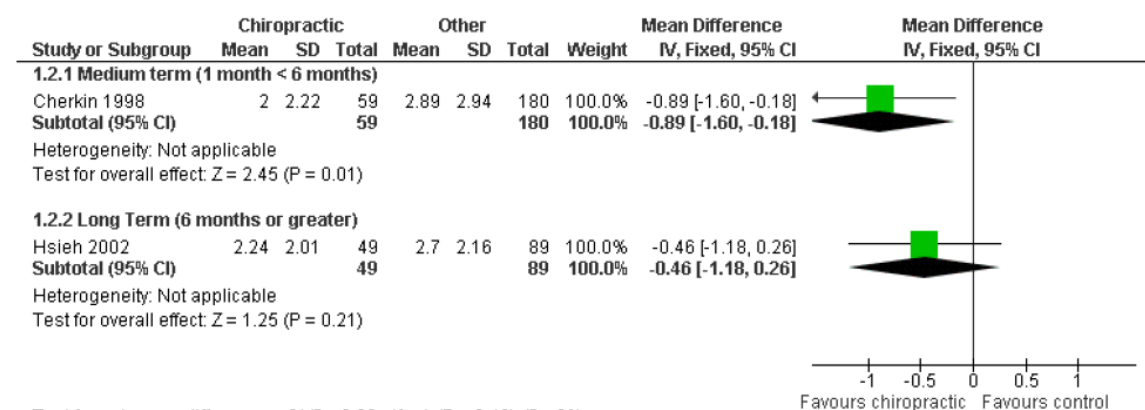 Chiropractic Other Mean Difference Mean Difference
Study or Subgroup Mean SD Total Mean SD Total Weight IV, Fixed, 95% CI IV, Fixed, 95% CI
1.2.1 Medium term (1 month < 6 months)
Cherkin 1998 2 2.22 59 2.89 2.94 180 100.0% -0.89 [-1.60, -0.18]
Subtotal (95% CI) 59 180 100.0% -0.89 [-1.60, -0.18]
Heterogeneity: Not applicable
Test for overall effect: Z = 2.45 (P = 0.01)
1.2.2 Long Term (6 months or greater)
Hsieh 2002 2.24 2.01 49 2.7 2.16 89 100.0% -0.46 [-1.18, 0.26]
Subtotal (95% CI) 49 89 100.0% -0.46 [-1.18, 0.26]
Heterogeneity: Not applicable
Test for overall effect: Z = 1.25 (P = 0.21)
-1 -0.5 0 0.5 1
Favours chiropractic Favours control